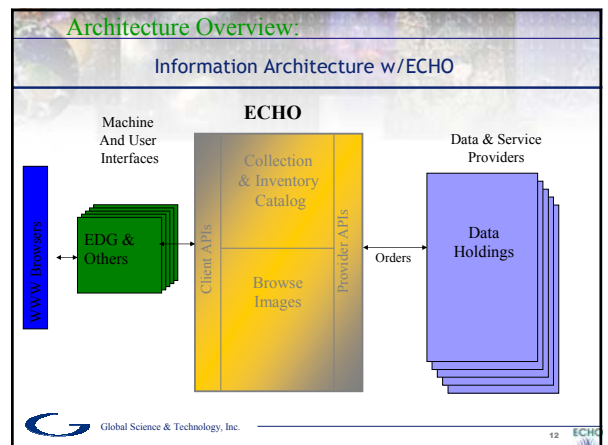 Architecture Overview:
Information Architecture w/ECHO
Machine
And User
Interfaces
ECHO
Data & Service
Providers
WWW Browsers
EDG &
Others
Client APIs
Collection
& Inventory
Catalog
Browse
Images
Provider APIs
Orders
Data
Holdings
Global Science & Technology, Inc.
12
ECHO